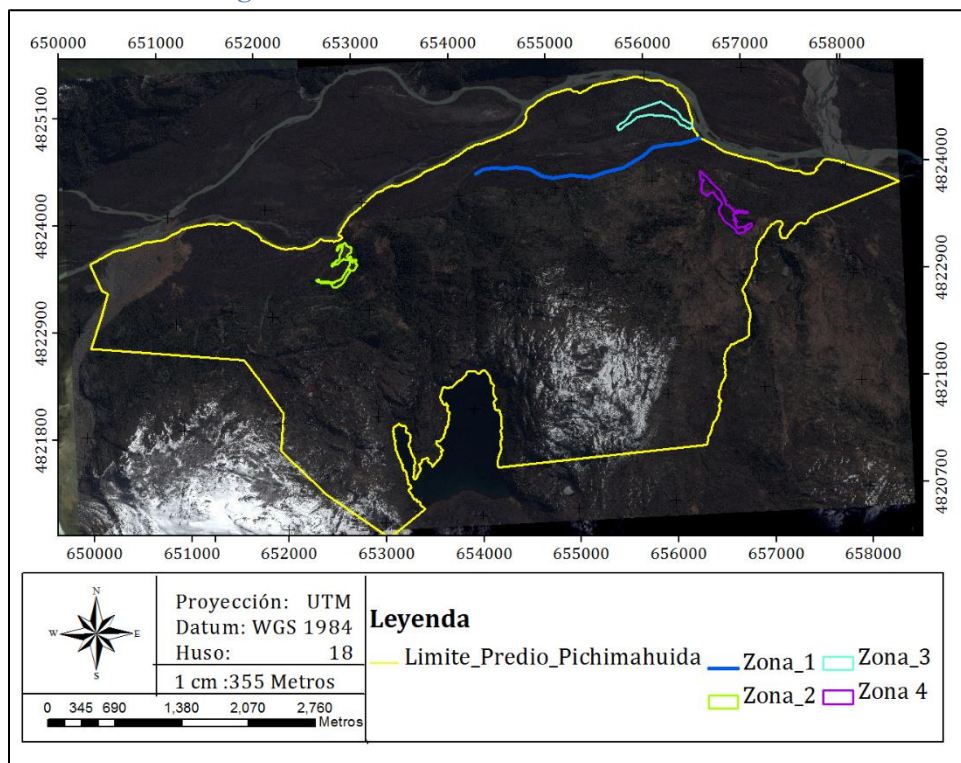 650000 651000 652000 653000 654000 655000 656000 657000 658000
4825100
4824000
4822900
4821800
4824000
4822900
4821800
4820700
650000 651000 652000 653000 654000 655000 656000 657000 658000
N
W E
S
Proyección: UTM
Datum: WGS 1984
Huso: 18
1 cm :355 Metros
0 345 690 1,380 2,070 2,760
Metros
Leyenda
Limite_Predio_Pichimahuida
Zona_1
Zona_3
Zona_2
Zona 4